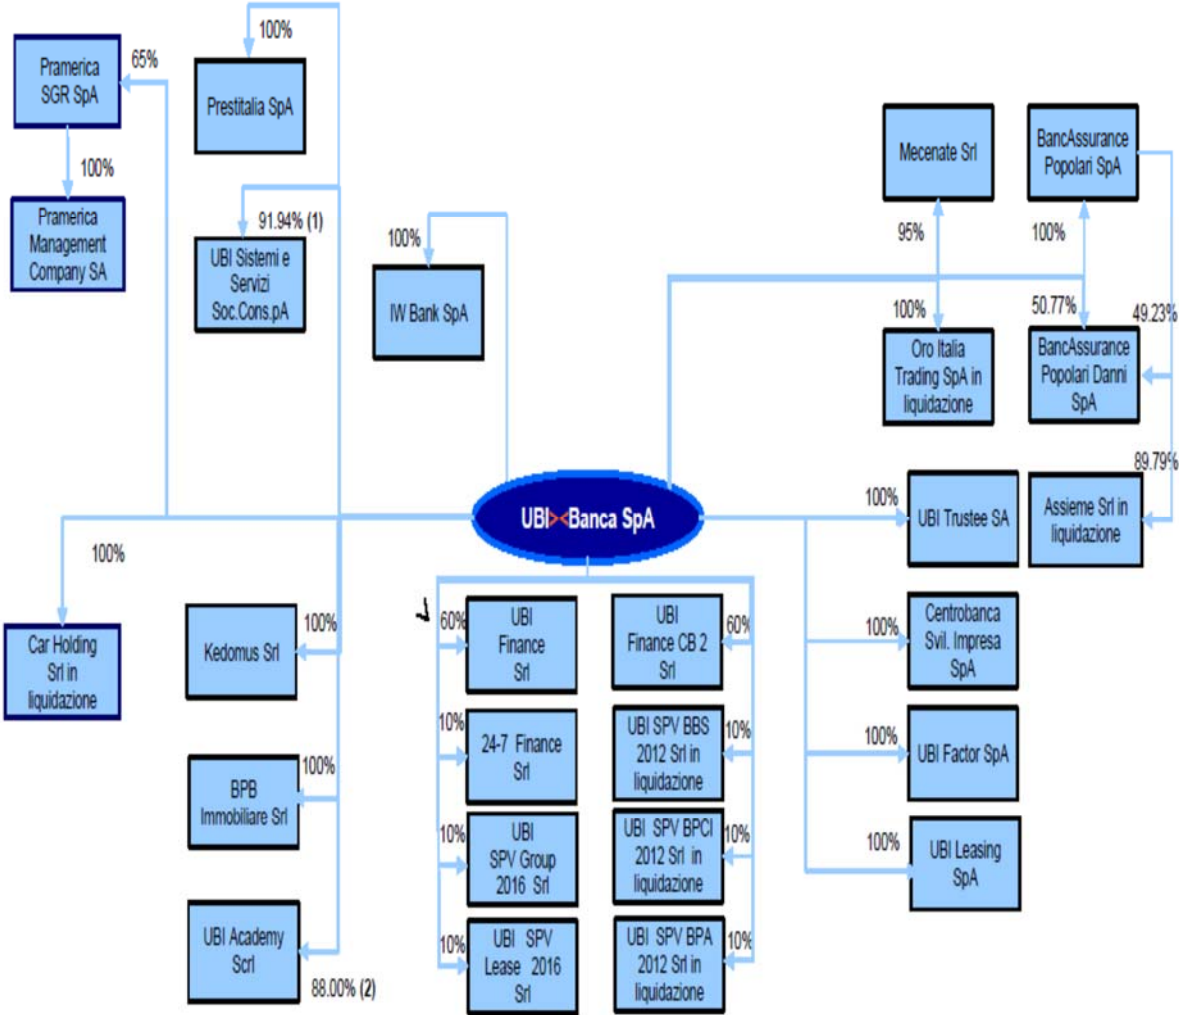 100%
65%
Pramerica
SGR SpA
Prestitalia SpA
100%
Pramerica
Management
Company SA
91.94% (1)
UBI Sistemi e
Servizi
Soc.Cons.pA
100%
IW Bank SpA
Mecenate Srl
BancAssurance
Popolari SpA
95%
100%
100%
50.77%
49.23%
Oro Italia
Trading SpA in
liquidazione
BancAssurance
Popolari Danni
SpA
89.79%
UBI><Banca SpA
100%
UBI Trustee SA
Assieme Srl in
liquidazione
100%
Car Holding
Srl in
liquidazione
100%
Kedomus Srl
100%
BPB
Immobiliare Srl
UBI Academy
Scrl
88.00% (2)
60%
UBI
Finance
Srl
UBI
Finance CB 2
Srl
60%
10%
24-7 Finance
Srl
UBI SPV BBS
2012 Srl in
liquidazione
10%
10%
UBI
SPV Group
2016 Srl
UBI SPV BPCI
2012 Srl in
liquidazione
10%
10%
UBI SPV
Lease 2016
Srl
UBI SPV BPA
2012 Srl in
liquidazione
10%
100%
Centrobanca
Svil. Impresa
SpA
100%
UBI Factor SpA
100%
UBI Leasing
SpA